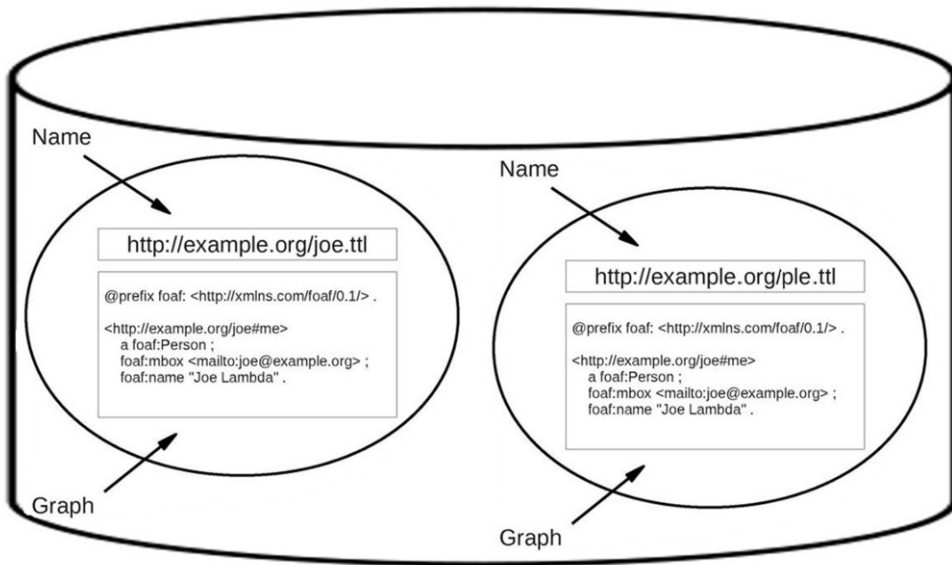 Name
http://example.org/joe.ttl
@prefix foaf: <http://xmlns.com/foaf/0.1/> .
<http://example.org/joe#me>
a foaf:Person ;
foaf:mbox <mailto:joe@example.org> ;
foaf:name "Joe Lambda" .
Graph
Name
http://example.org/ple.ttl
@prefix foaf: <http://xmlns.com/foaf/0.1/> .
<http://example.org/joe#me>
a foaf:Person ;
foaf:mbox <mailto:joe@example.org> ;
foaf:name "Joe Lambda" .
Graph